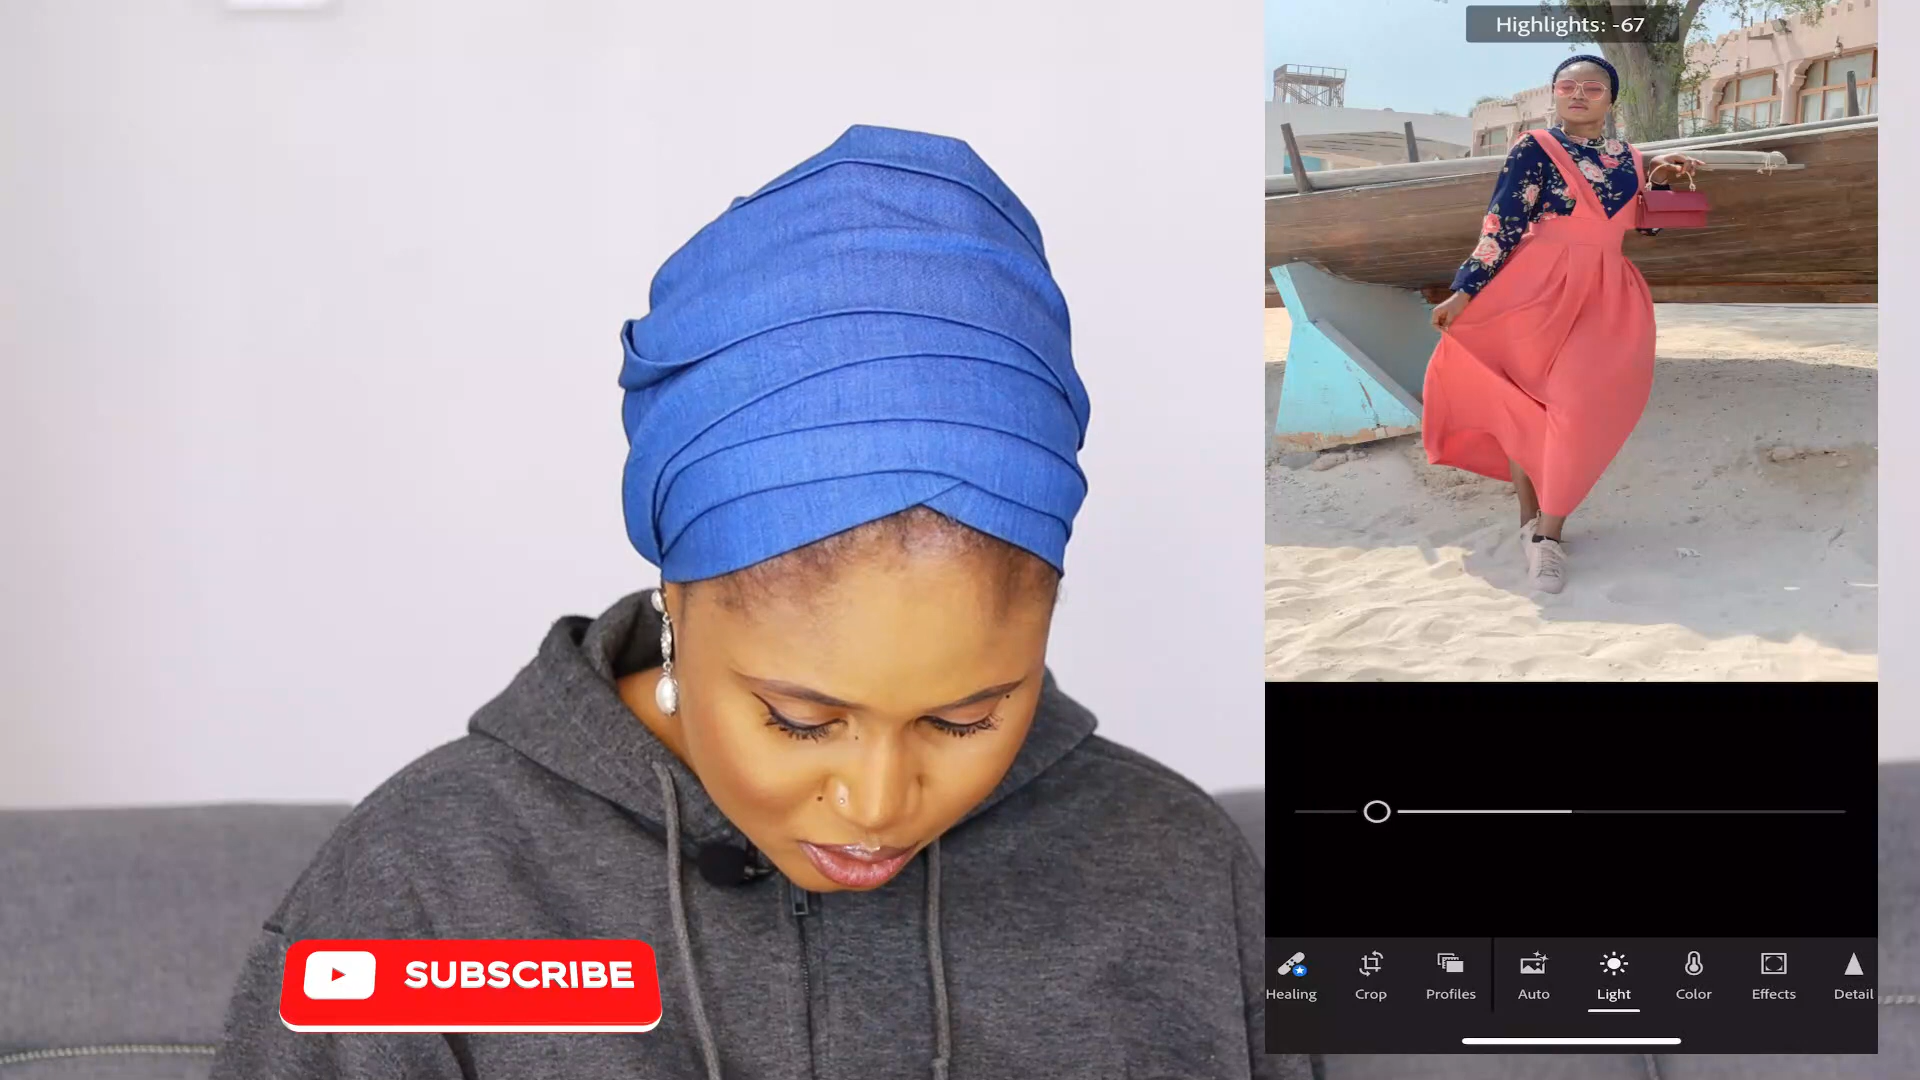 Highlights: -67
SUBSCRIBE
Healing
Crop
Profiles
Auto
Light
Color
Effects
Detail